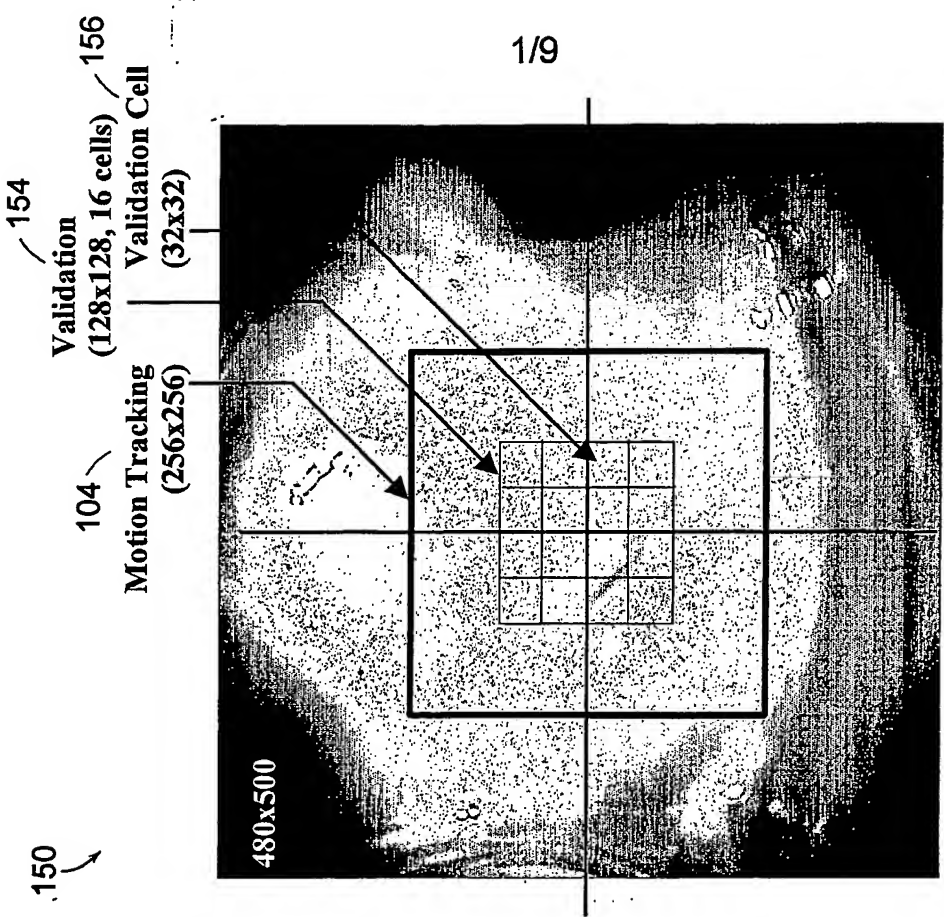 1/9
150
104
Motion Tracking
(256x256)
154
Validation
(128x128, 16 cells)
156
Validation Cell
(32x32)
480x500